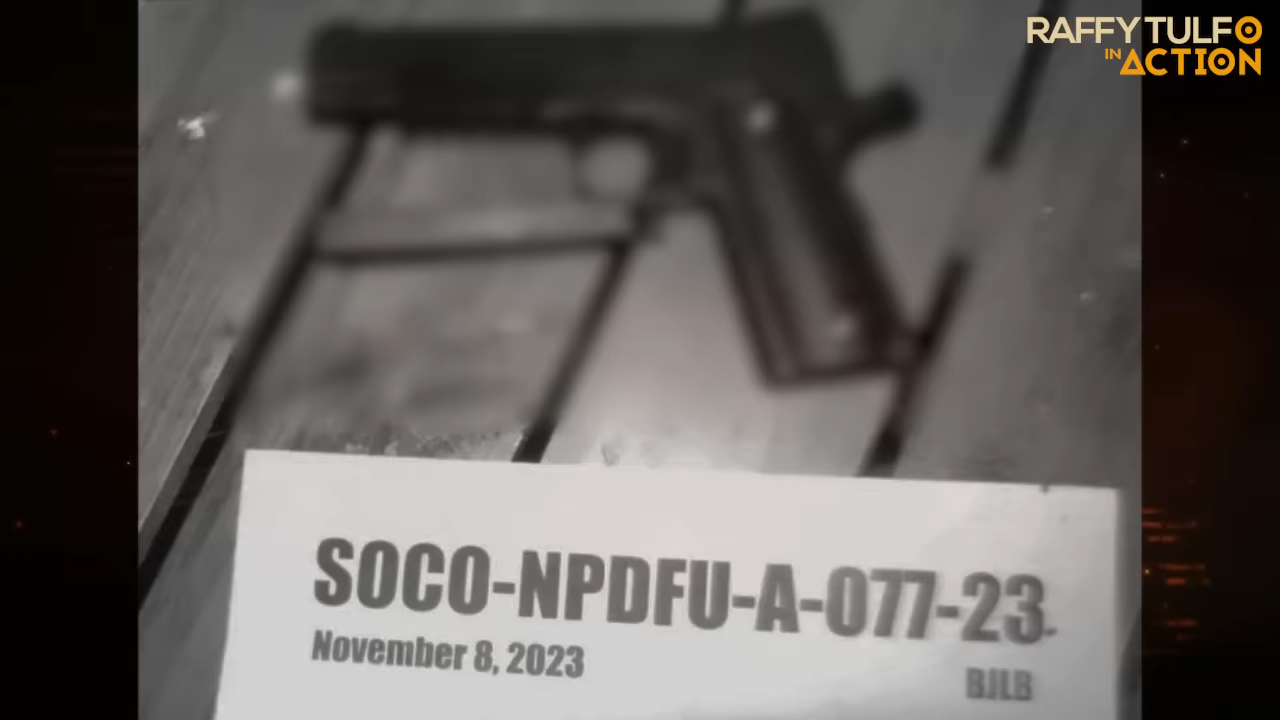 RAFFY TULFO
IN ACTION
SOCO-NPDFU-A-077-23
November 8, 2023
BJLB